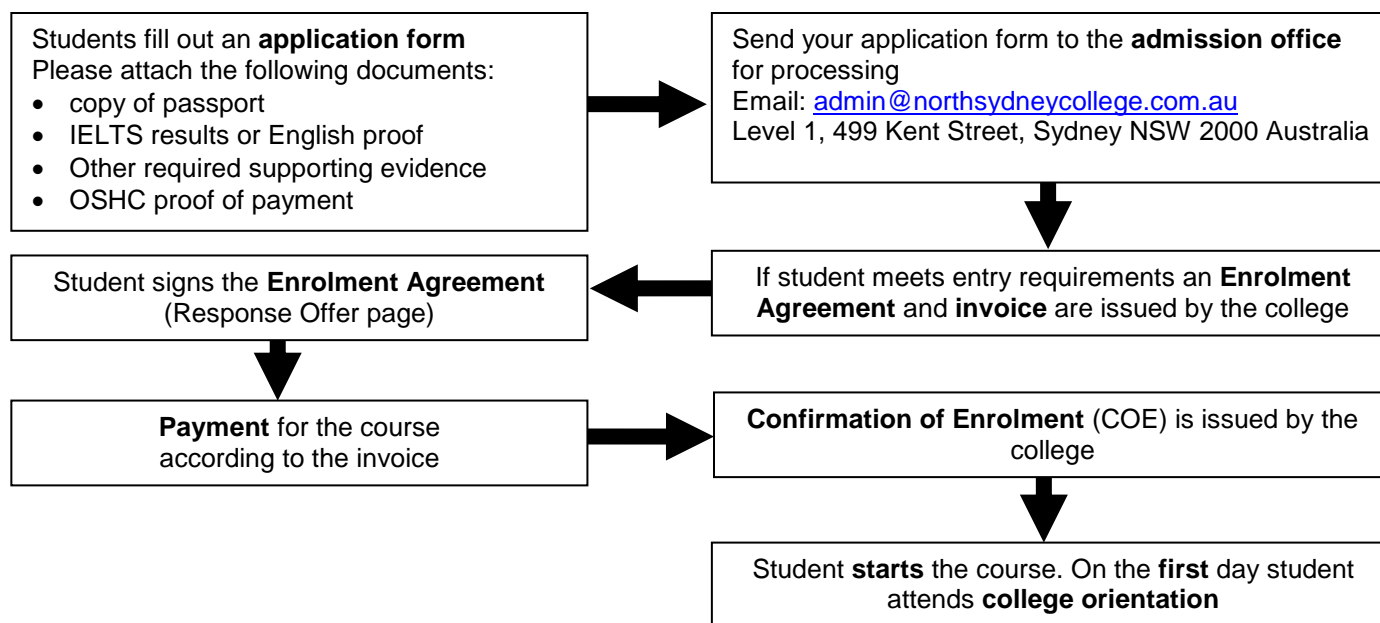 Students fill out an application form
Please attach the following documents:
• copy of passport
• IELTS results or English proof
• Other required supporting evidence
• OSHC proof of payment
Send your application form to the admission office
for processing
Email: admin@northsydneycollege.com.au
Level 1, 499 Kent Street, Sydney NSW 2000 Australia
If student meets entry requirements an Enrolment
Agreement and invoice are issued by the college
Student signs the Enrolment Agreement
(Response Offer page)
Payment for the course
according to the invoice
Confirmation of Enrolment (COE) is issued by the
college
Student starts the course. On the first day student
attends college orientation